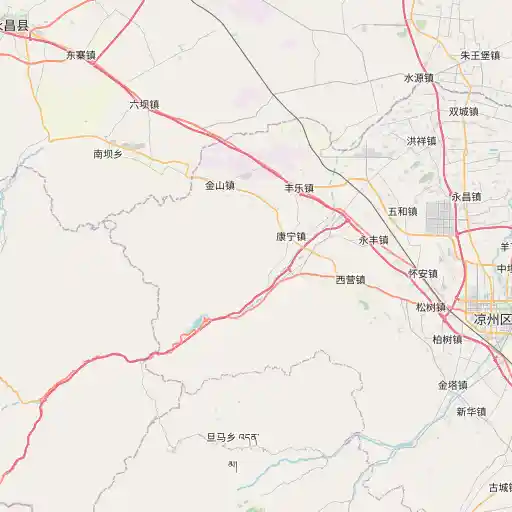 永昌县
东寨镇
朱王堡镇
水源镇
六坝镇
双城镇
洪祥镇
南坝乡
金山镇
丰乐镇
永昌镇
五和镇
康宁镇
永丰镇
怀安镇
西营镇
松树镇
凉州区
柏树镇
金塔镇
新华镇
旦马乡
古城镇